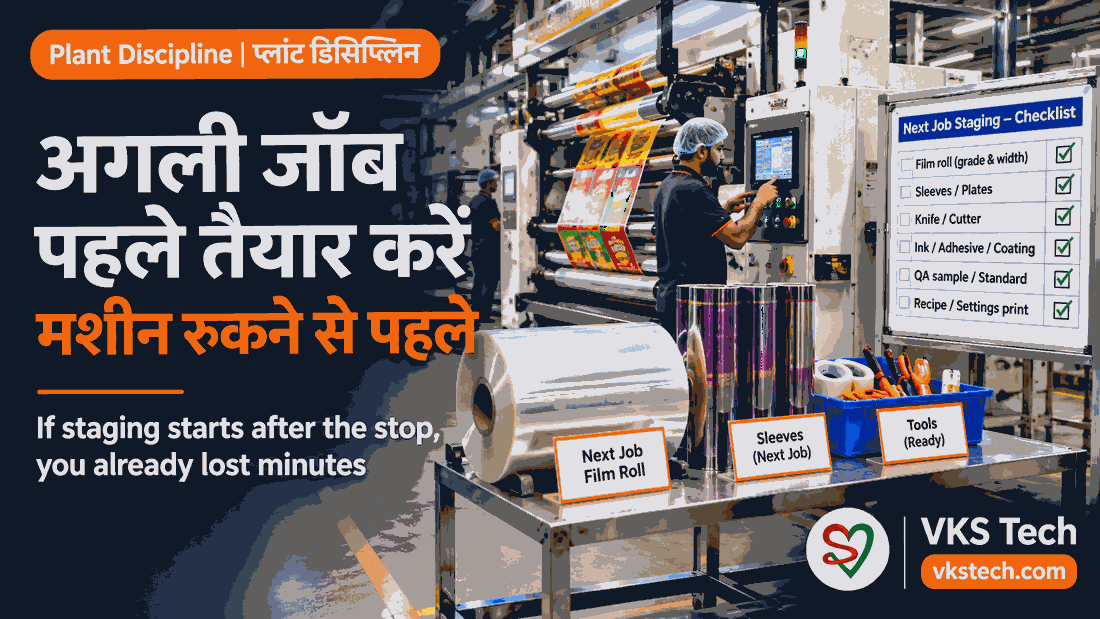 Plant Discipline | प्लांट डिसिप्लिन
अगली जॉब
पहले तैयार करें
मशीन रुकने से पहले
If staging starts after the stop,
you already lost minutes
Next Job Staging – Checklist
Film roll (grade & width)
Sleeves / Plates
Knife / Cutter
Ink / Adhesive / Coating
QA sample / Standard
Recipe / Settings print
Next Job
Film Roll
Sleeves
(Next Job)
Tools
(Ready)
VKS Tech
vkstech.com